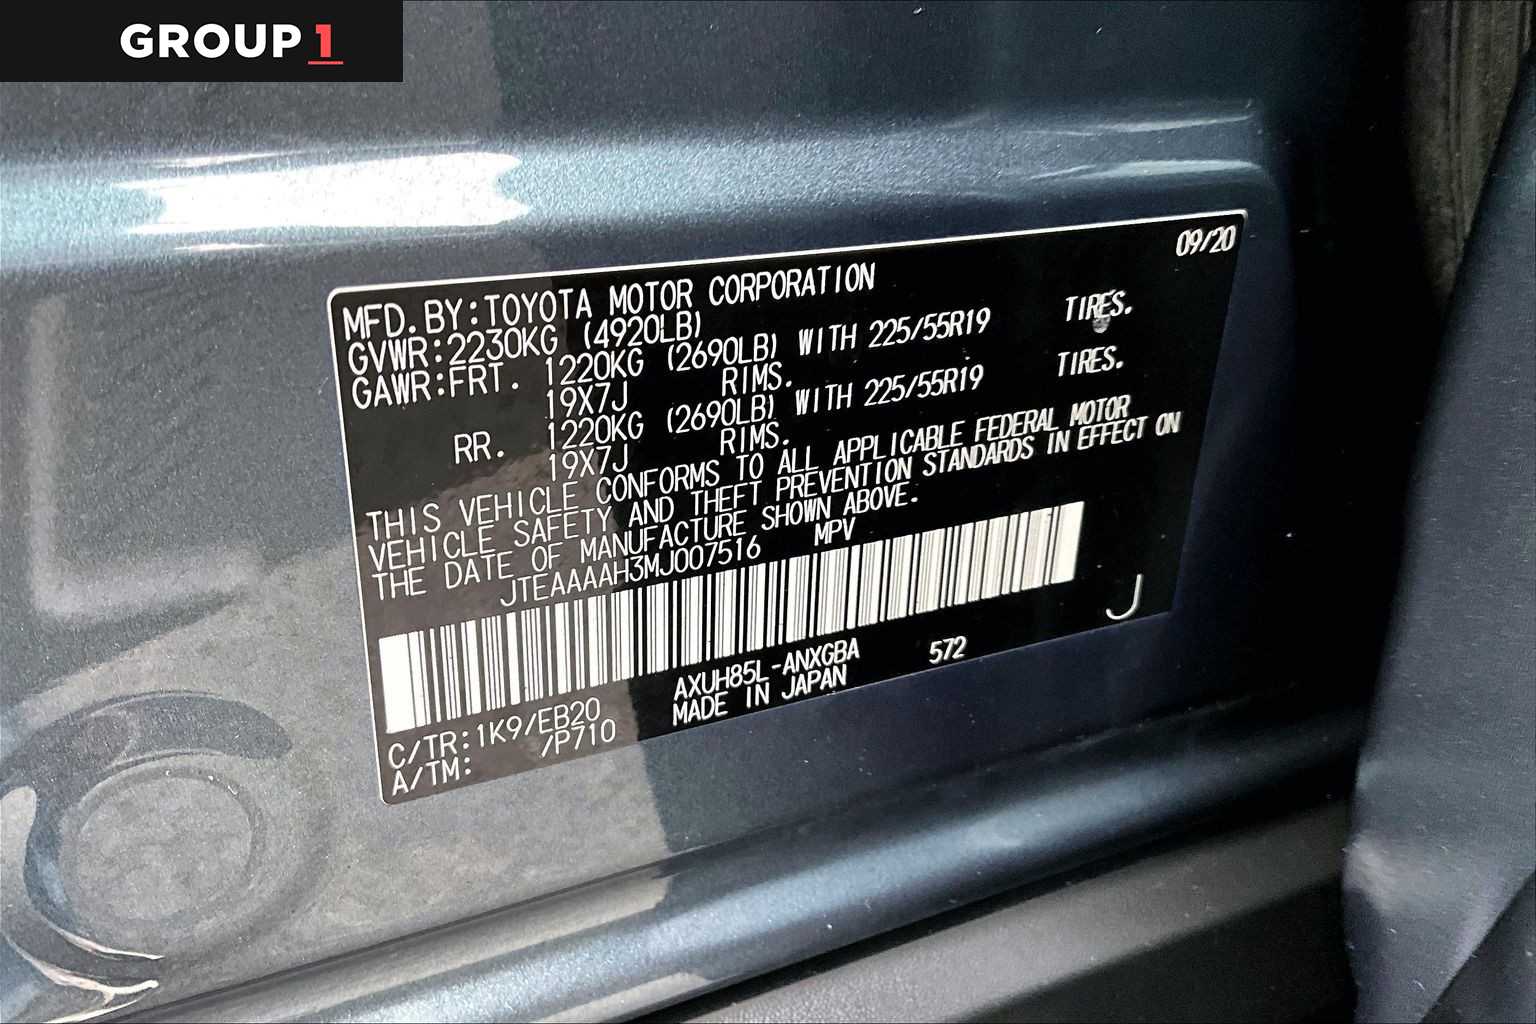 GROUP 1
09/20
MFD. BY: TOYOTA MOTOR CORPORATION
GVWR: 2230KG (4920LB)
GAWR: FRT. 1220KG (2690LB) WITH 225/55R19 TIRES.
19X7J RIMS.
RR. 1220KG (2690LB) WITH 225/55R19 TIRES.
19X7J RIMS.
THIS VEHICLE CONFORMS TO ALL APPLICABLE FEDERAL MOTOR
VEHICLE SAFETY AND THEFT PREVENTION STANDARDS IN EFFECT ON
THE DATE OF MANUFACTURE SHOWN ABOVE.
JTEAAAAH3MJ007516 MPV
J
AXUH85L-ANXGBA 572
MADE IN JAPAN
C/TR: 1K9/EB20
A/TM: /P710